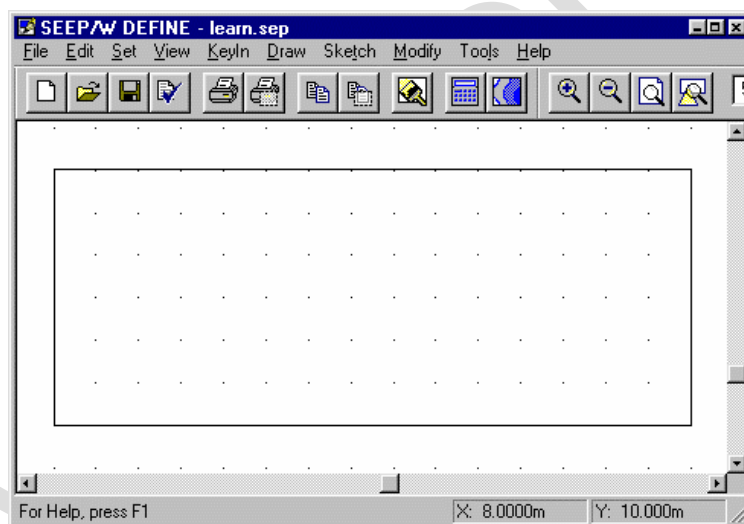 SEEP/W DEFINE - learn.sep
File Edit Set View KeyIn Draw Sketch Modify Tools Help
For Help, press F1 X: 8.0000m Y: 10.000m